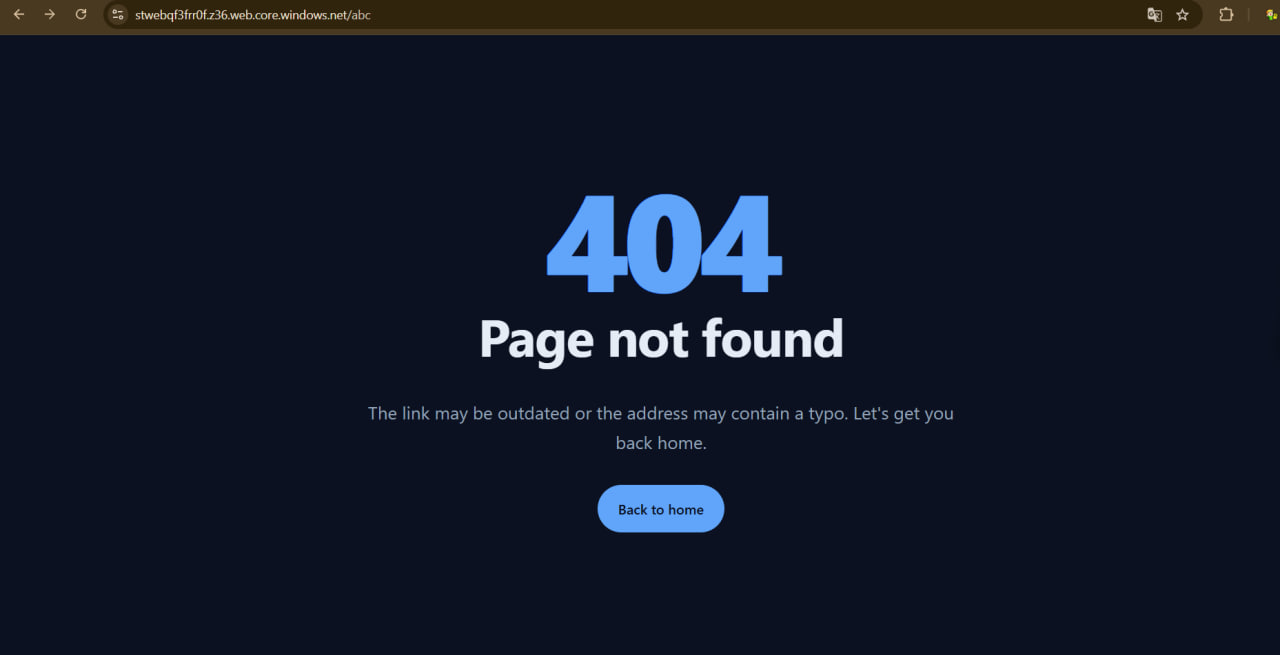 stwebqf3frr0f.z36.web.core.windows.net/abc
404
Page not found
The link may be outdated or the address may contain a typo. Let's get you
back home.
Back to home